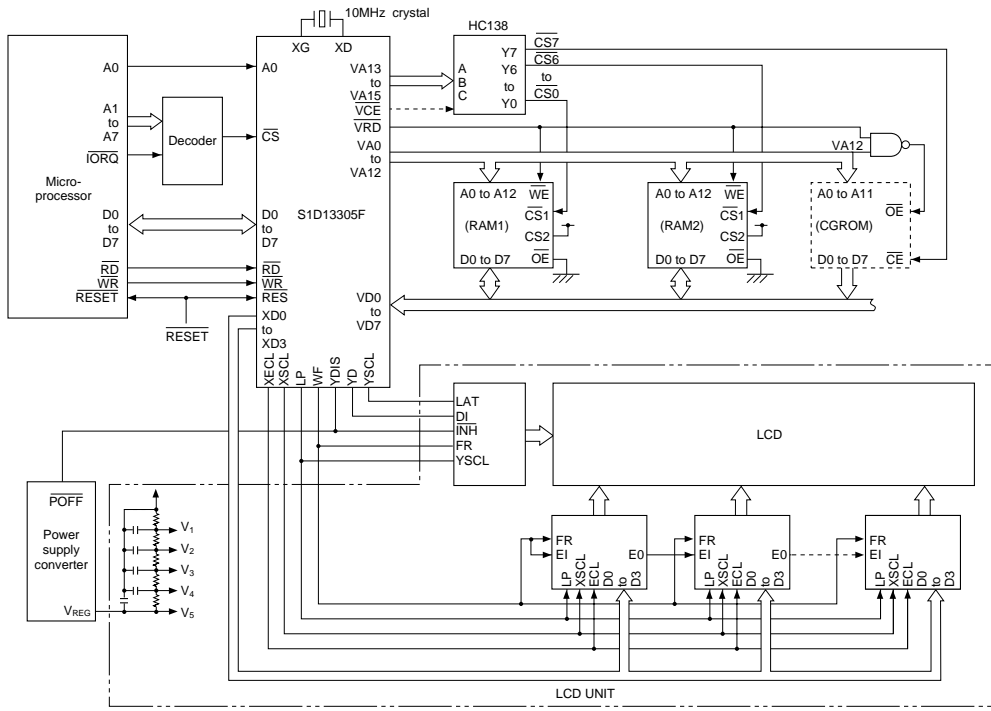 10MHz crystal
XG XD
Micro-
processor
A0
A1
to
A7
IORQ
D0
to
D7
RD
WR
RESET
RESET
Decoder
S1D13305F
A0
CS
D0
to
D7
RD
WR
RES
XD0
to
XD3
VA13
to
VA15
VCE
VRD
VA0
to
VA12
VD0
to
VD7
XECL
XSCL
LP
WF
YDIS
YD
YSCL
HC138
A
B
C
Y7
Y6
to
Y0
CS7
CS6
to
CS0
VA12
A0 to A12
WE
CS1
(RAM1)
CS2
D0 to D7
OE
A0 to A12
WE
CS1
(RAM2)
CS2
D0 to D7
OE
A0 to A11
OE
(CGROM)
D0 to D7
CE
LAT
DI
INH
FR
YSCL
LCD
POFF
Power
supply
converter
VREG
V1
V2
V3
V4
V5
FR
EI
E0
LP
XSCL
ECL
D0
to
D3
FR
EI
E0
LP
XSCL
ECL
D0
to
D3
FR
EI
LP
XSCL
ECL
D0
to
D3
LCD UNIT